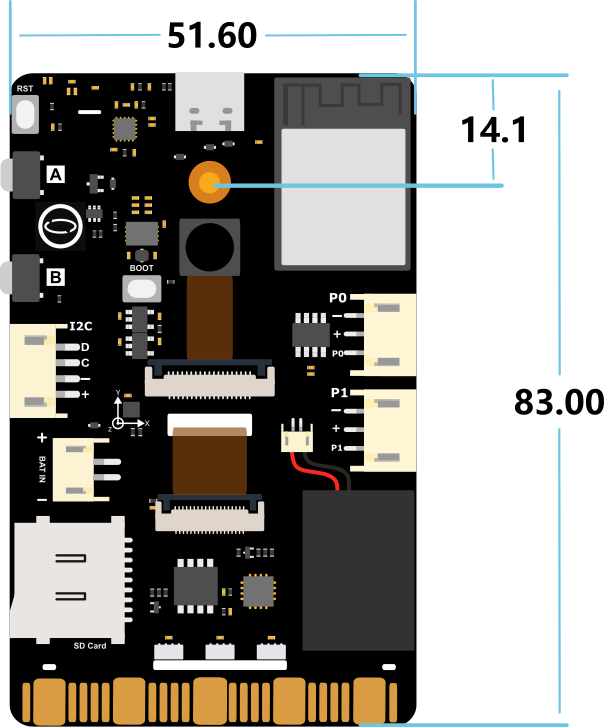 51.60
RST
14.1
A
BOOT
B
P0
I2C
−
D
+
C
P0
−
+
83.00
P1
Y
−
Z
X
+
+
BAT IN
P1
−
SD Card